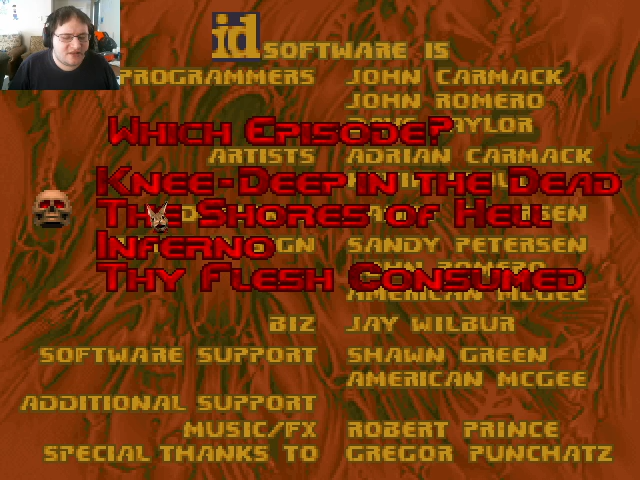 id SOFTWARE IS
PROGRAMMERS JOHN CARMACK
JOHN ROMERO
TAYLOR
WHICH EPISODE?
ARTISTS ADRIAN CARMACK
KNEE-DEEP IN THE DEAD
THE SHORES OF HELL
INFERNO
SANDY PETERSEN
THY FLESH CONSUMED
AMERICAN MCGEE
BIZ JAY WILBUR
SOFTWARE SUPPORT SHAWN GREEN
AMERICAN MCGEE
ADDITIONAL SUPPORT
MUSIC/FX ROBERT PRINCE
SPECIAL THANKS TO GREGOR PUNCHATZ